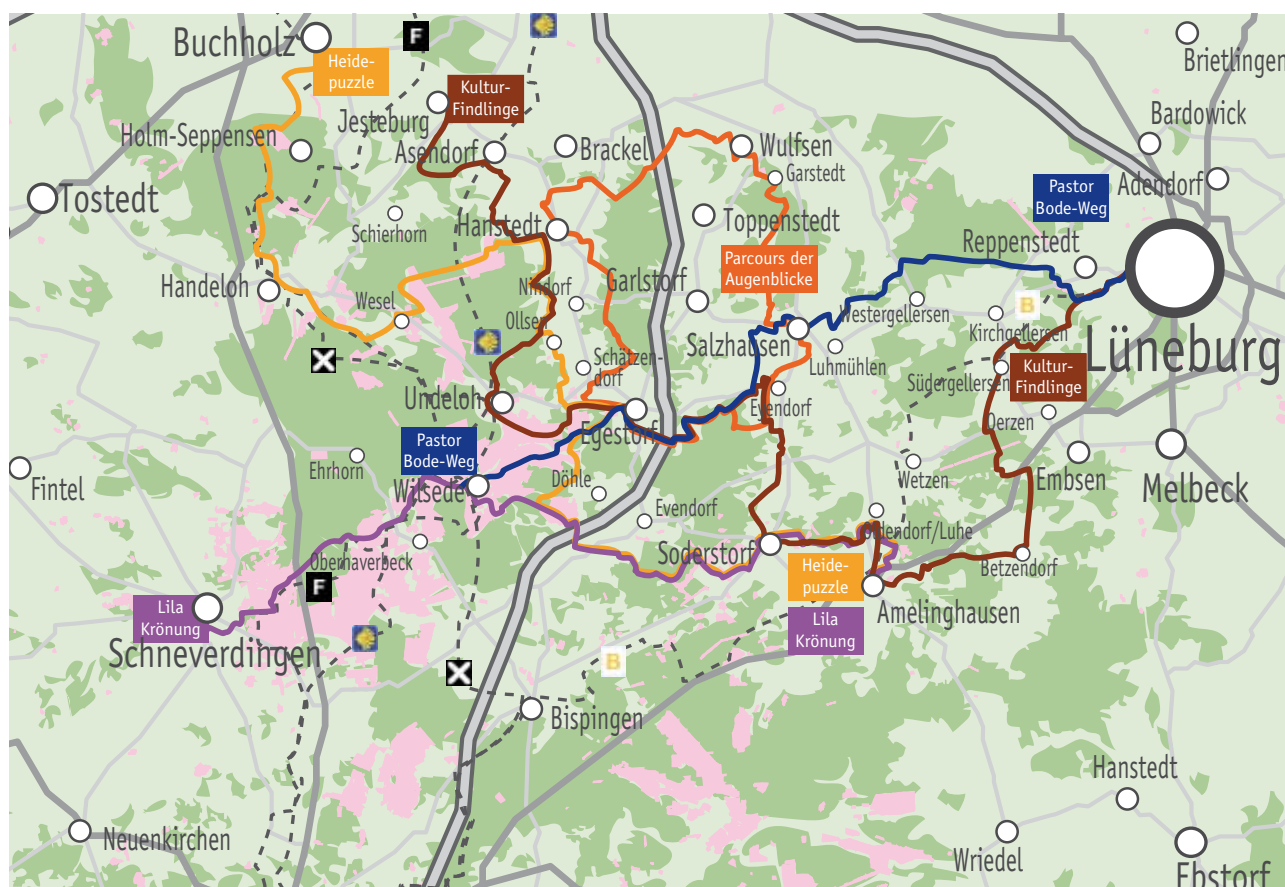 Buchholz
F
Heide-
puzzle
Brietlingen
Kultur-
Findlinge
Jesteburg
Bardowick
Holm-Seppensen
Asendorf
Brackel
Wulfsen
Garstedt
Adendorf
Tostedt
Pastor
Bode-Weg
Schierhorn
Hanstedt
Toppenstedt
Reppenstedt
Parcours der
Augenblicke
Handeloh
Wesel
Nindorf
Garlstorf
Ollsen
Westergellersen
B
Kirchgellersen
Lüneburg
Salzhausen
Luhmühlen
Schätzen-
dorf
Südergellersen
Kultur-
Findlinge
Undeloh
Eyendorf
Oerzen
Egestorf
Pastor
Bode-Weg
Ehrhorn
Embsen
Melbeck
Fintel
Wilsede
Döhle
Wetzen
Evendorf
Oldendorf/Luhe
Oberhaverbeck
Soderstorf
Betzendorf
F
Heide-
puzzle
Lila
Krönung
Amelinghausen
Lila
Krönung
Schneverdingen
B
Bispingen
Hanstedt
Neuenkirchen
Wriedel
Ebstorf